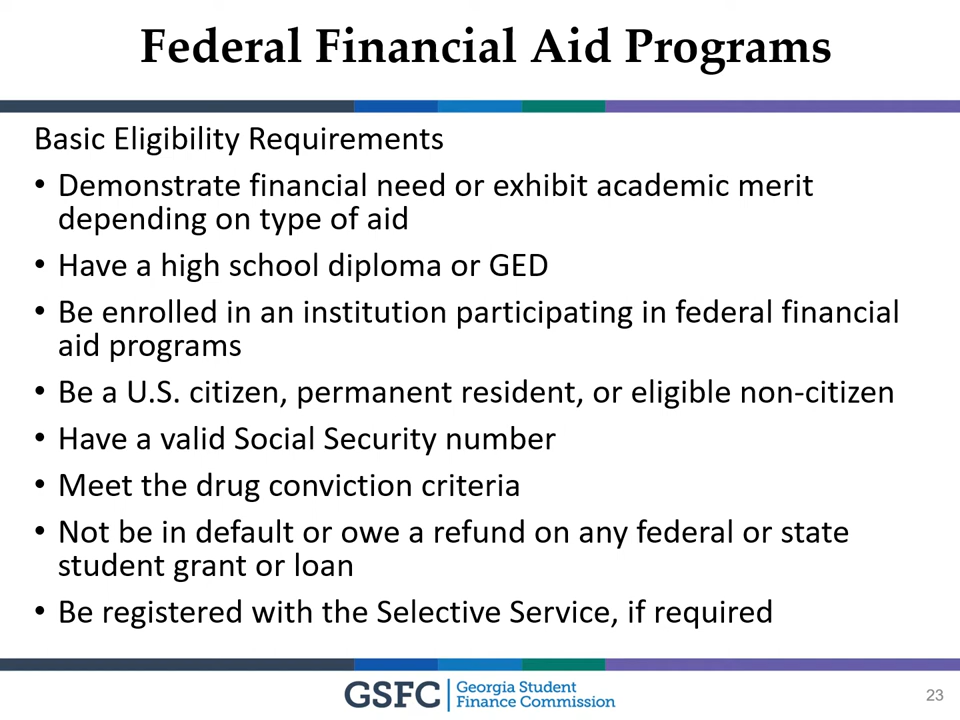 Federal Financial Aid Programs
Basic Eligibility Requirements
• Demonstrate financial need or exhibit academic merit
depending on type of aid
• Have a high school diploma or GED
• Be enrolled in an institution participating in federal financial
aid programs
• Be a U.S. citizen, permanent resident, or eligible non-citizen
• Have a valid Social Security number
• Meet the drug conviction criteria
• Not be in default or owe a refund on any federal or state
student grant or loan
• Be registered with the Selective Service, if required
GSFC
Georgia Student
Finance Commission
23